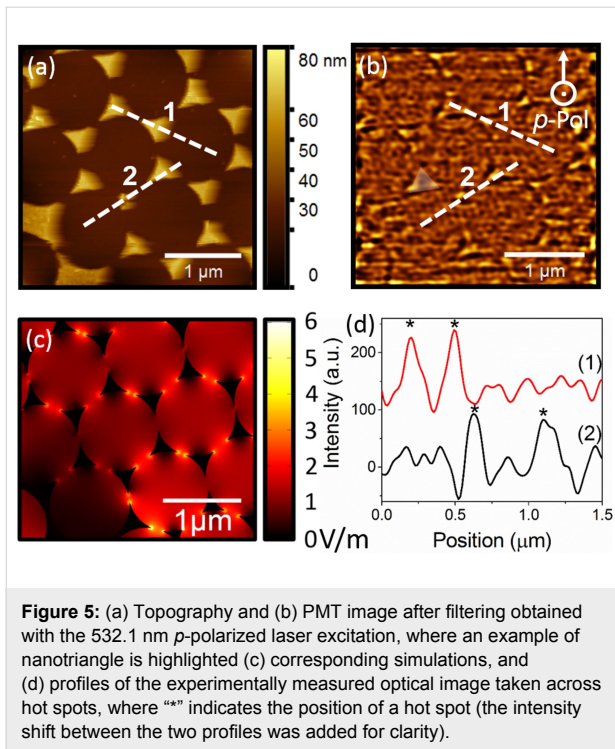 (a)
1
2
1 µm
80 nm
60
50
40
30
0
(b)
p-Pol
1
2
1 µm
(c)
1µm
6
5
4
3
2
1
0V/m
(d)
* *
(1)
* *
(2)
200
100
0
Intensity (a.u.)
0.0 0.5 1.0 1.5
Position (µm)
Figure 5: (a) Topography and (b) PMT image after filtering obtained
with the 532.1 nm p-polarized laser excitation, where an example of
nanotriangle is highlighted (c) corresponding simulations, and
(d) profiles of the experimentally measured optical image taken across
hot spots, where “*” indicates the position of a hot spot (the intensity
shift between the two profiles was added for clarity).